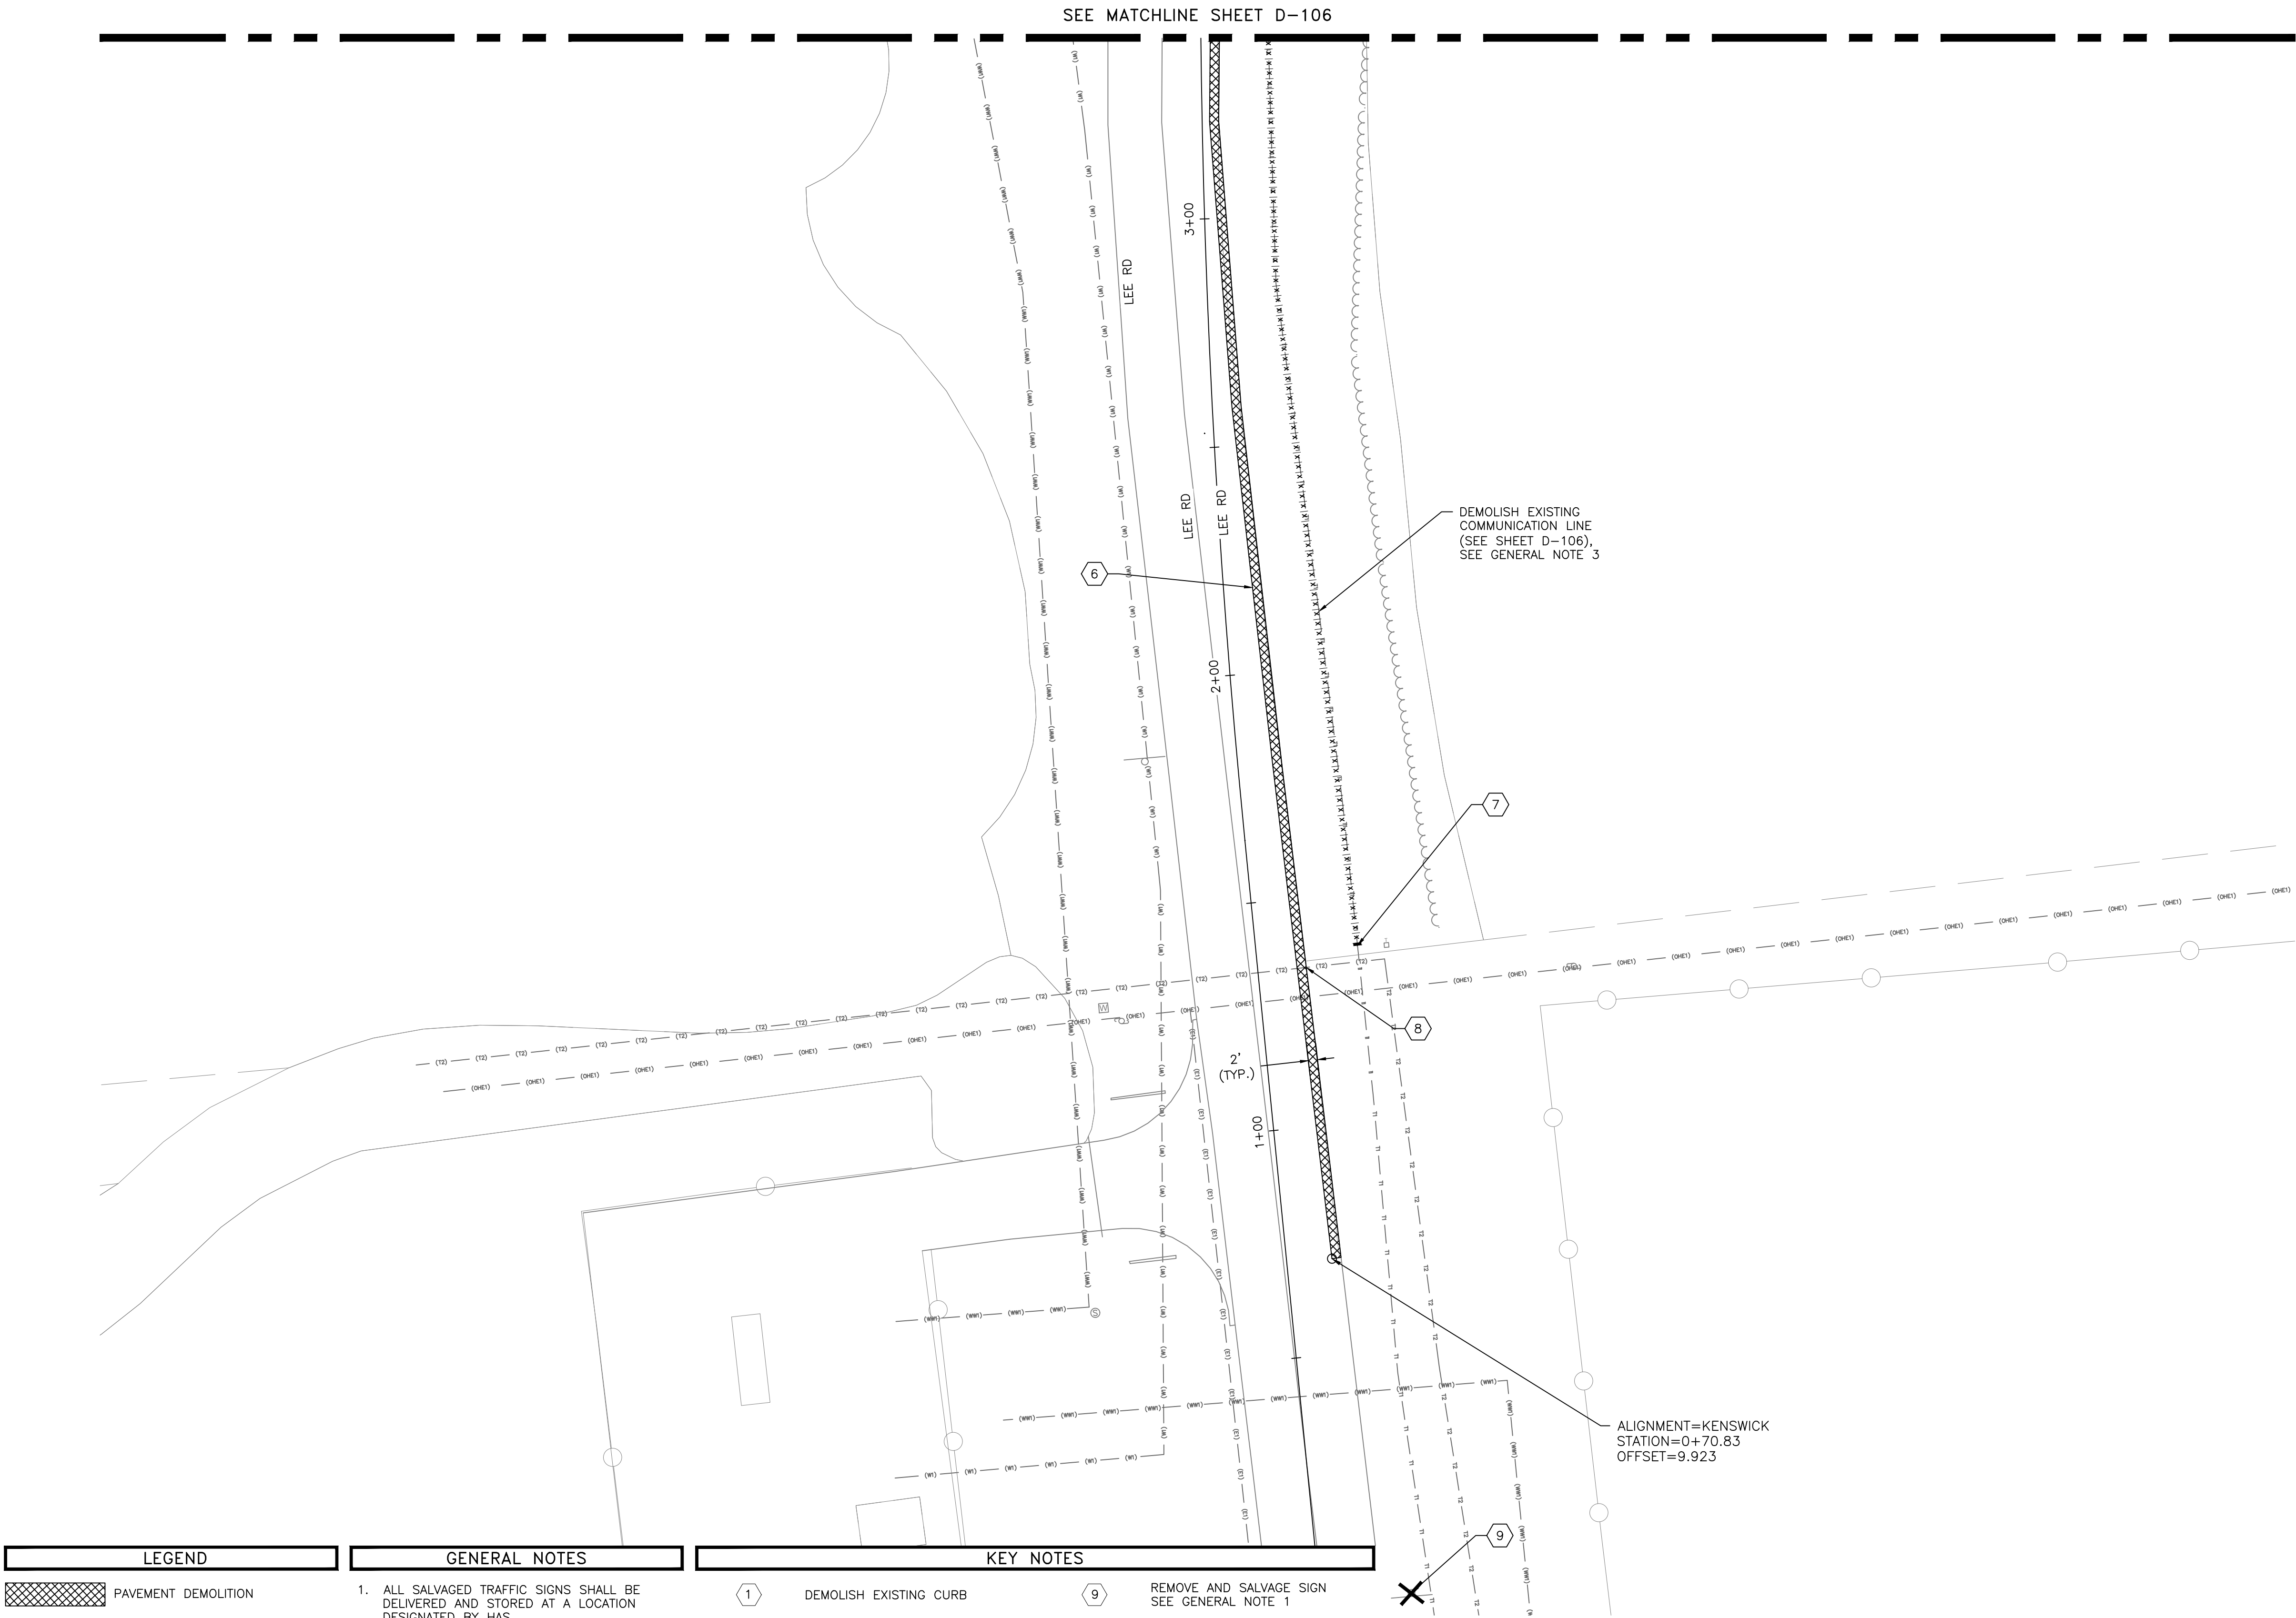 SEE MATCHLINE SHEET D-106
3+00
LEE RD
LEE RD
LEE RD
DEMOLISH EXISTING
COMMUNICATION LINE
(SEE SHEET D-106),
SEE GENERAL NOTE 3
6
2+00
7
8
2'
(TYP.)
1+00
W
S
ALIGNMENT=KENSWICK
STATION=0+70.83
OFFSET=9.923
9
LEGEND
PAVEMENT DEMOLITION
GENERAL NOTES
1. ALL SALVAGED TRAFFIC SIGNS SHALL BE
DELIVERED AND STORED AT A LOCATION
DESIGNATED BY HAS
KEY NOTES
1 DEMOLISH EXISTING CURB
9 REMOVE AND SALVAGE SIGN
SEE GENERAL NOTE 1